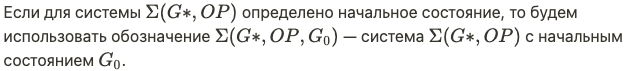 Если для системы Σ(G*, OP) определено начальное состояние, то будем
использовать обозначение Σ(G*, OP, G₀) — система Σ(G*, OP) с начальным
состоянием G₀.